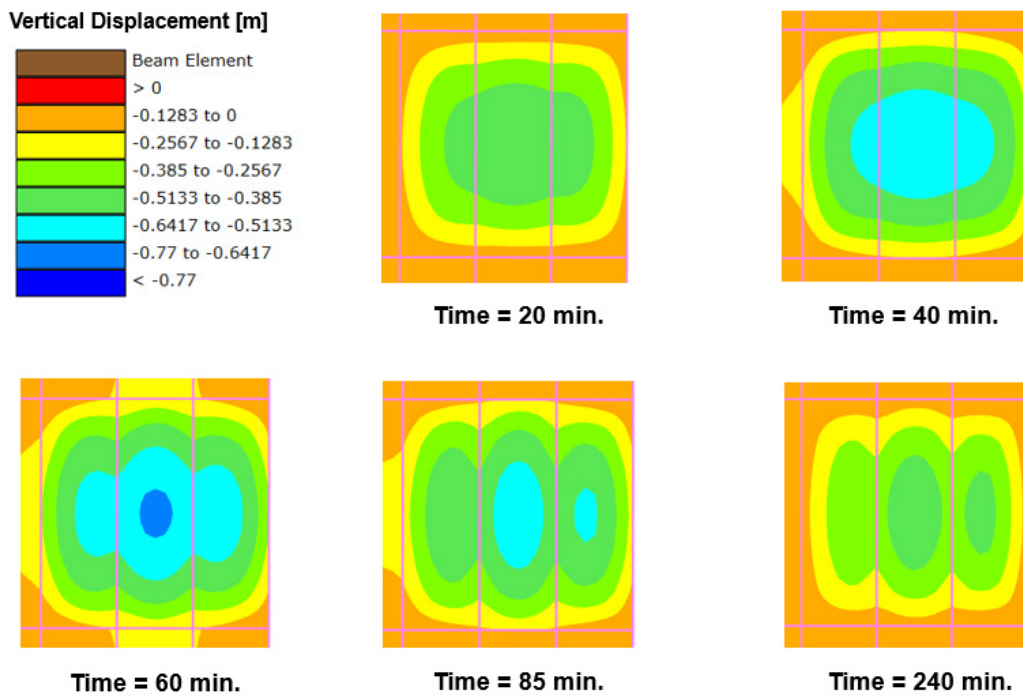 Vertical Displacement [m]
Beam Element
> 0
-0.1283 to 0
-0.2567 to -0.1283
-0.385 to -0.2567
-0.5133 to -0.385
-0.6417 to -0.5133
-0.77 to -0.6417
< -0.77
Time = 20 min.
Time = 40 min.
Time = 60 min.
Time = 85 min.
Time = 240 min.